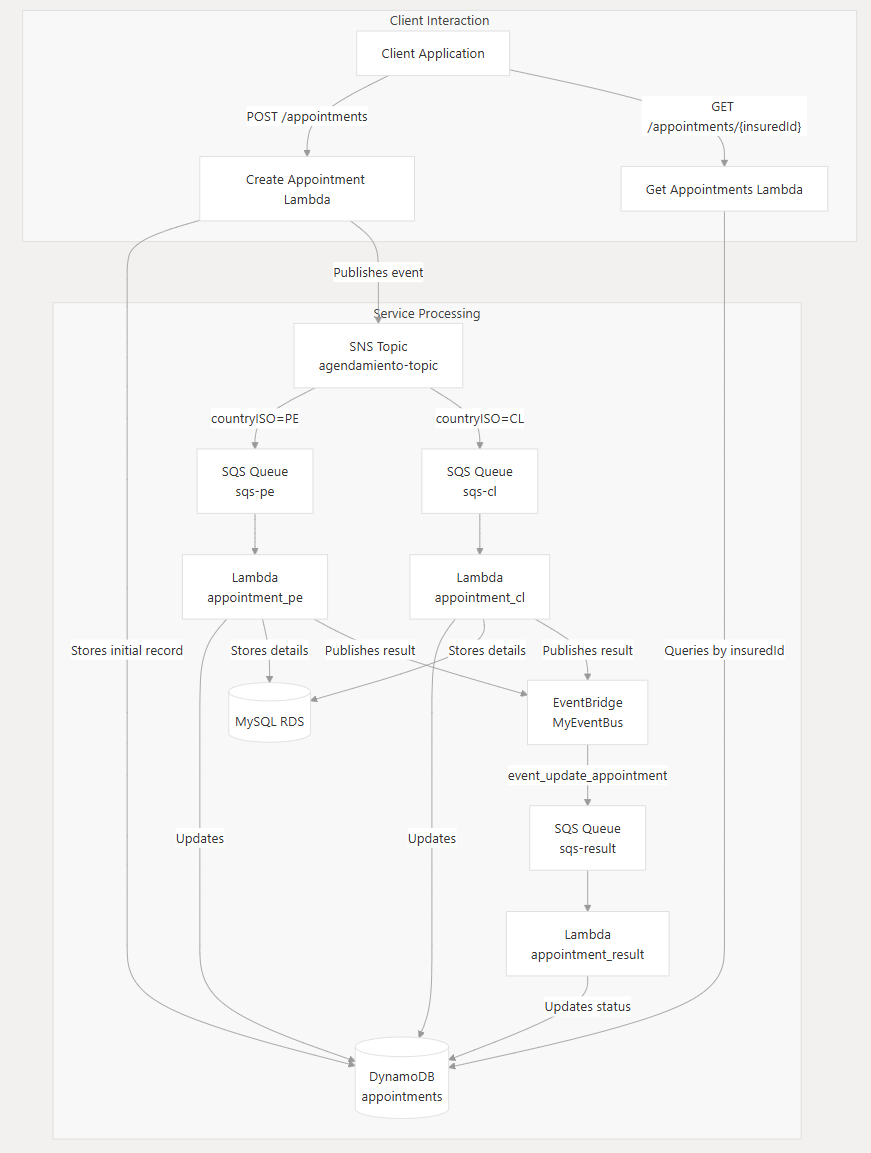 Client Interaction
Client Application
POST /appointments
GET
/appointments/{insuredId}
Create Appointment
Lambda
Get Appointments Lambda
Publishes event
Service Processing
SNS Topic
agendamiento-topic
countryISO=PE
countryISO=CL
SQS Queue
sqs-pe
SQS Queue
sqs-cl
Lambda
appointment_pe
Lambda
appointment_cl
Stores initial record
Stores details
Publishes result
Stores details
Publishes result
Queries by insuredId
MySQL RDS
EventBridge
MyEventBus
event_update_appointment
SQS Queue
sqs-result
Updates
Updates
Lambda
appointment_result
Updates status
DynamoDB
appointments